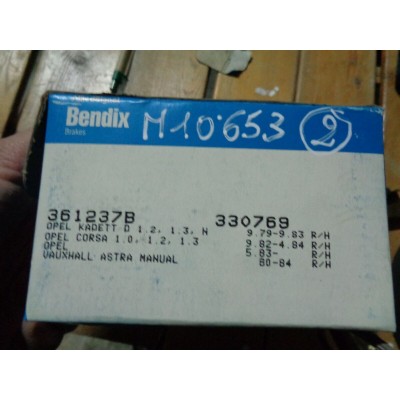 Bendix
Brakes
M10653 2
361237B 330769
OPEL KADETT D 1.2, 1.3, N 9.79-9.83 R/H
OPEL CORSA 1.0, 1.2, 1.3 9.82-4.84 R/H
OPEL 5.83- R/H
VAUXHALL ASTRA MANUAL 80-84 R/H